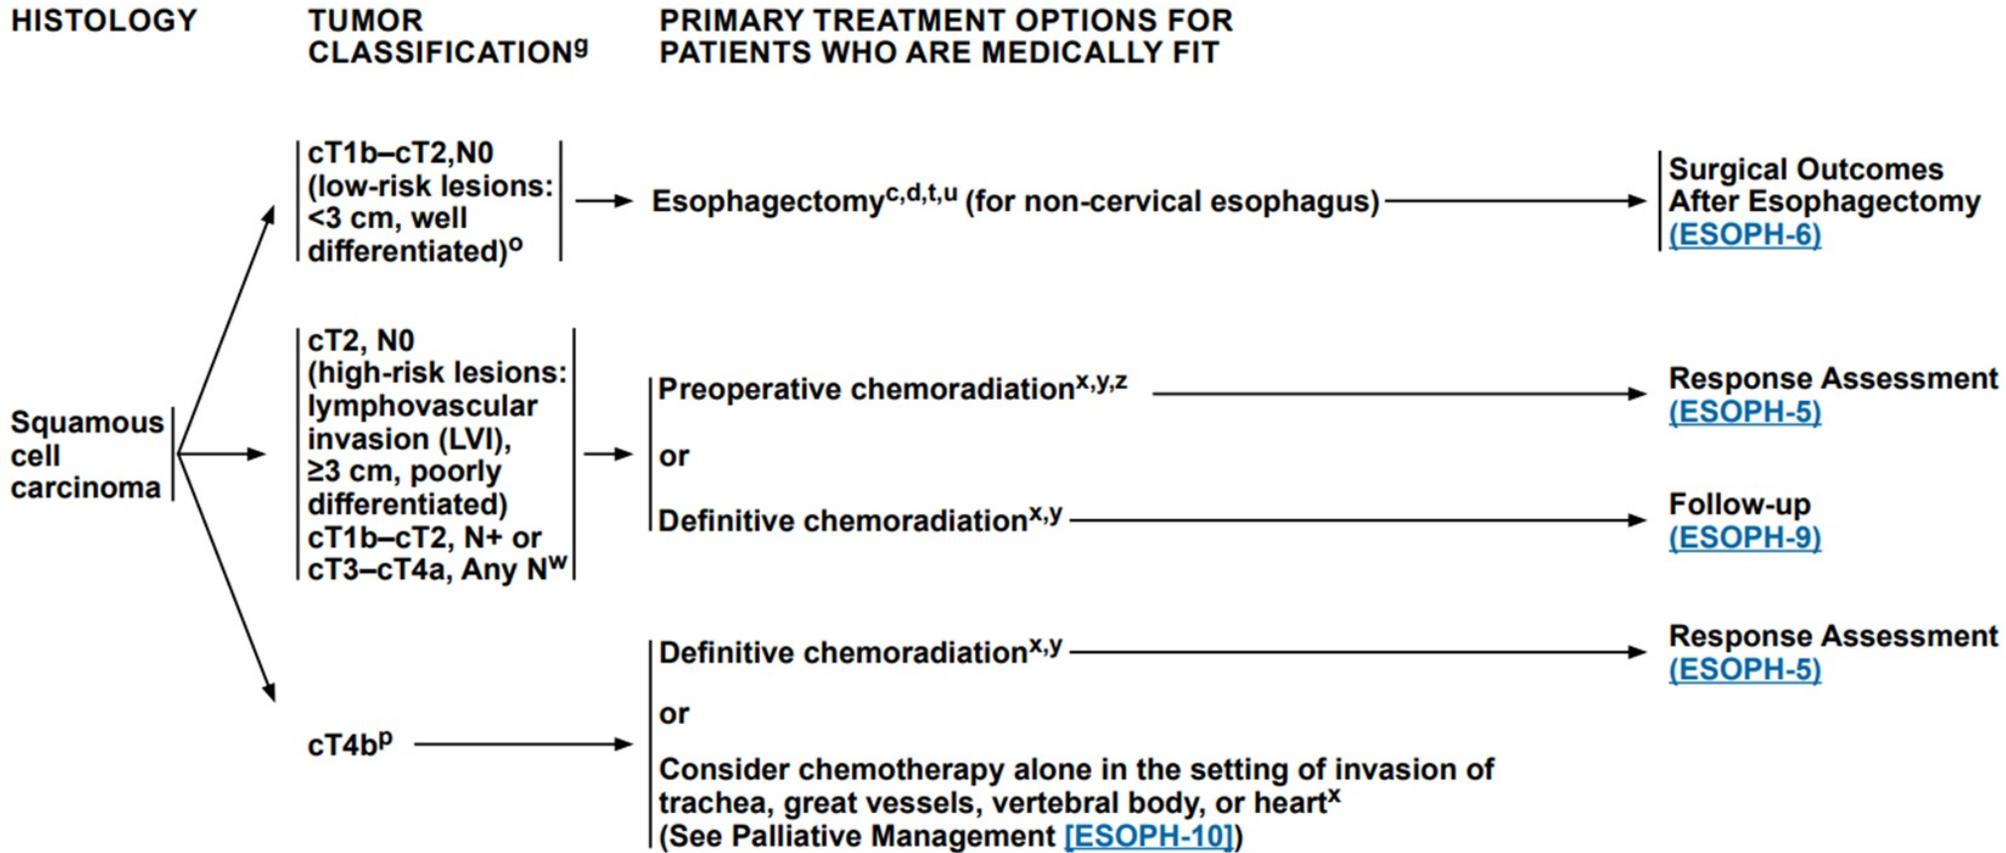 HISTOLOGY
TUMOR
CLASSIFICATIONg
PRIMARY TREATMENT OPTIONS FOR
PATIENTS WHO ARE MEDICALLY FIT
Squamous
cell
carcinoma
cT1b–cT2,N0
(low-risk lesions:
<3 cm, well
differentiated)o
Esophagectomyc,d,t,u (for non-cervical esophagus)
Surgical Outcomes
After Esophagectomy
(ESOPH-6)
cT2, N0
(high-risk lesions:
lymphovascular
invasion (LVI),
≥3 cm, poorly
differentiated)
cT1b–cT2, N+ or
cT3–cT4a, Any Nw
Preoperative chemoradiationx,y,z
Response Assessment
(ESOPH-5)
or
Definitive chemoradiationx,y
Follow-up
(ESOPH-9)
cT4bp
Definitive chemoradiationx,y
Response Assessment
(ESOPH-5)
or
Consider chemotherapy alone in the setting of invasion of
trachea, great vessels, vertebral body, or heartx
(See Palliative Management [ESOPH-10])